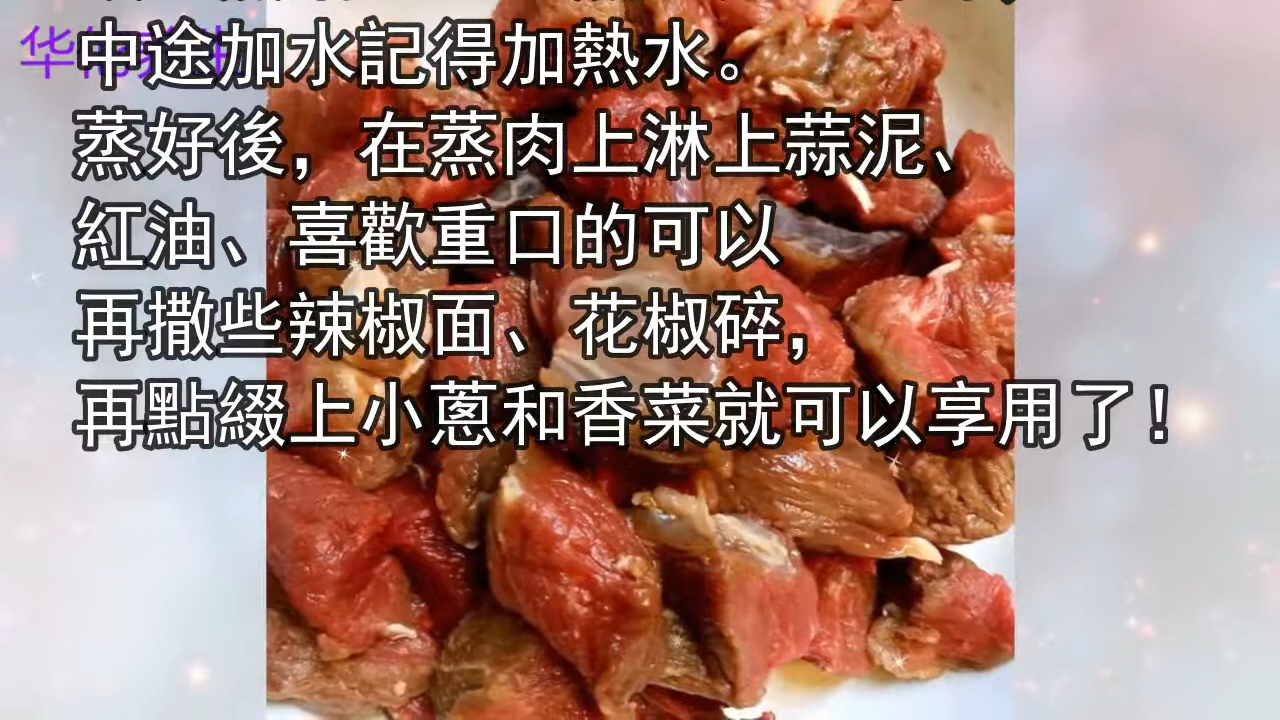 中途加水記得加熱水。
蒸好後，在蒸肉上淋上蒜泥、
紅油、喜歡重口的可以
再撒些辣椒面、花椒碎，
再點綴上小蔥和香菜就可以享用了！